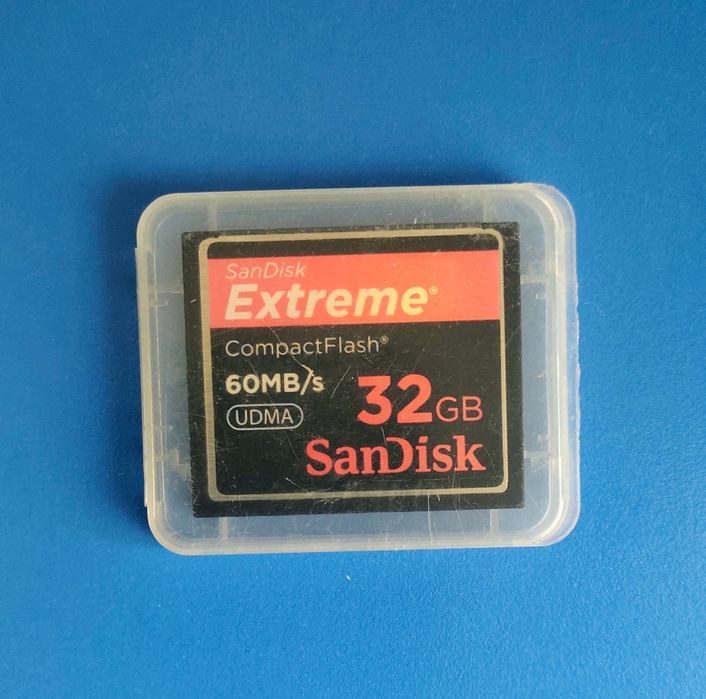 SanDisk
Extreme®
CompactFlash®
60MB/s
32GB
UDMA
SanDisk